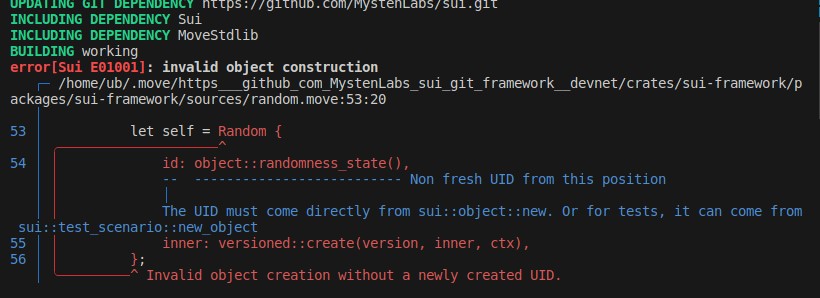 UPDATING GIT DEPENDENCY https://github.com/MystenLabs/sui.git
INCLUDING DEPENDENCY Sui
INCLUDING DEPENDENCY MoveStdlib
BUILDING working
error[Sui E01001]: invalid object construction
/home/ub/.move/https___github_com_MystenLabs_sui_git_framework__devnet/crates/sui-framework/p
ackages/sui-framework/sources/random.move:53:20
53 let self = Random {
^
54 id: object::randomness_state(),
-- -------------------------- Non fresh UID from this position
The UID must come directly from sui::object::new. Or for tests, it can come from
sui::test_scenario::new_object
55 inner: versioned::create(version, inner, ctx),
56 };
^ Invalid object creation without a newly created UID.